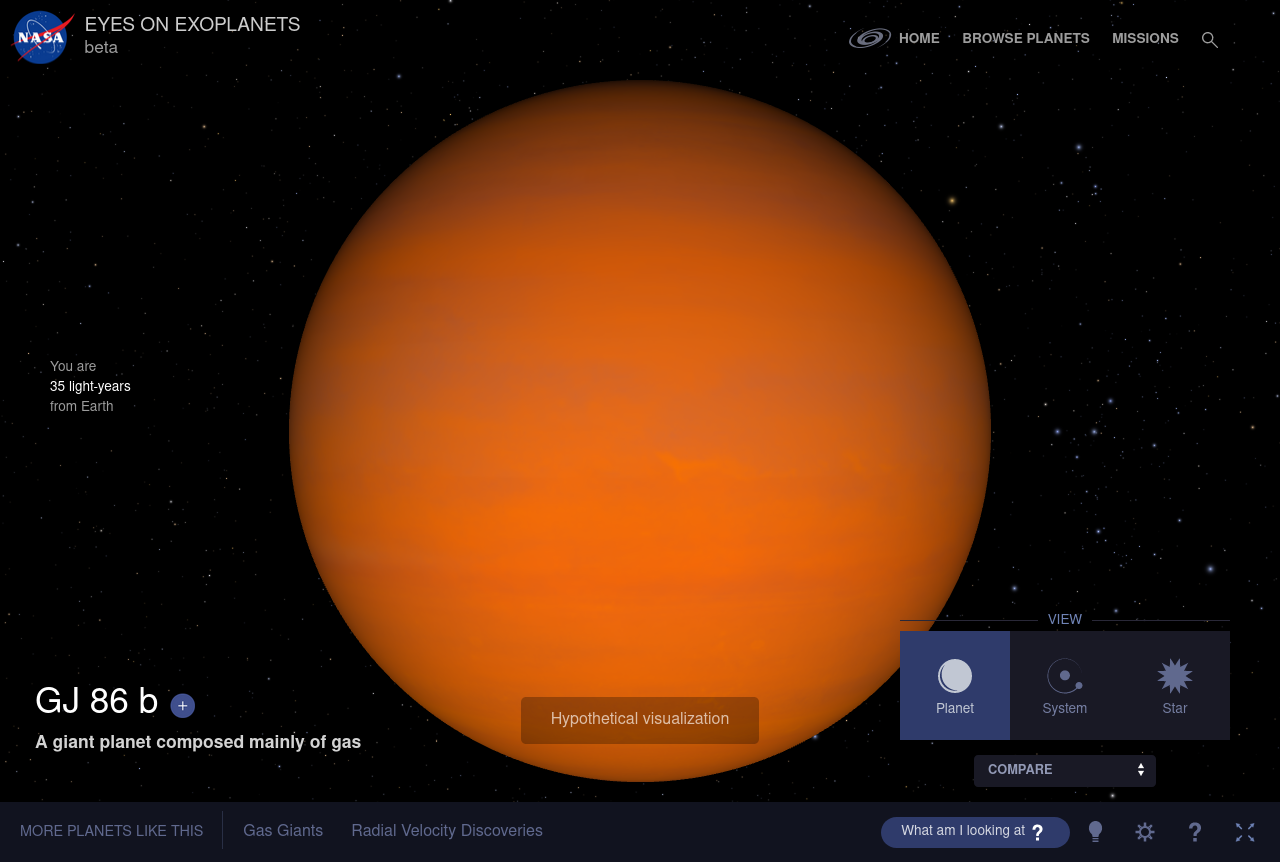 NASA
EYES ON EXOPLANETS
beta
HOME
BROWSE PLANETS
MISSIONS
You are
35 light-years
from Earth
VIEW
Planet
System
Star
GJ 86 b +
A giant planet composed mainly of gas
Hypothetical visualization
COMPARE
MORE PLANETS LIKE THIS
Gas Giants
Radial Velocity Discoveries
What am I looking at ?
?